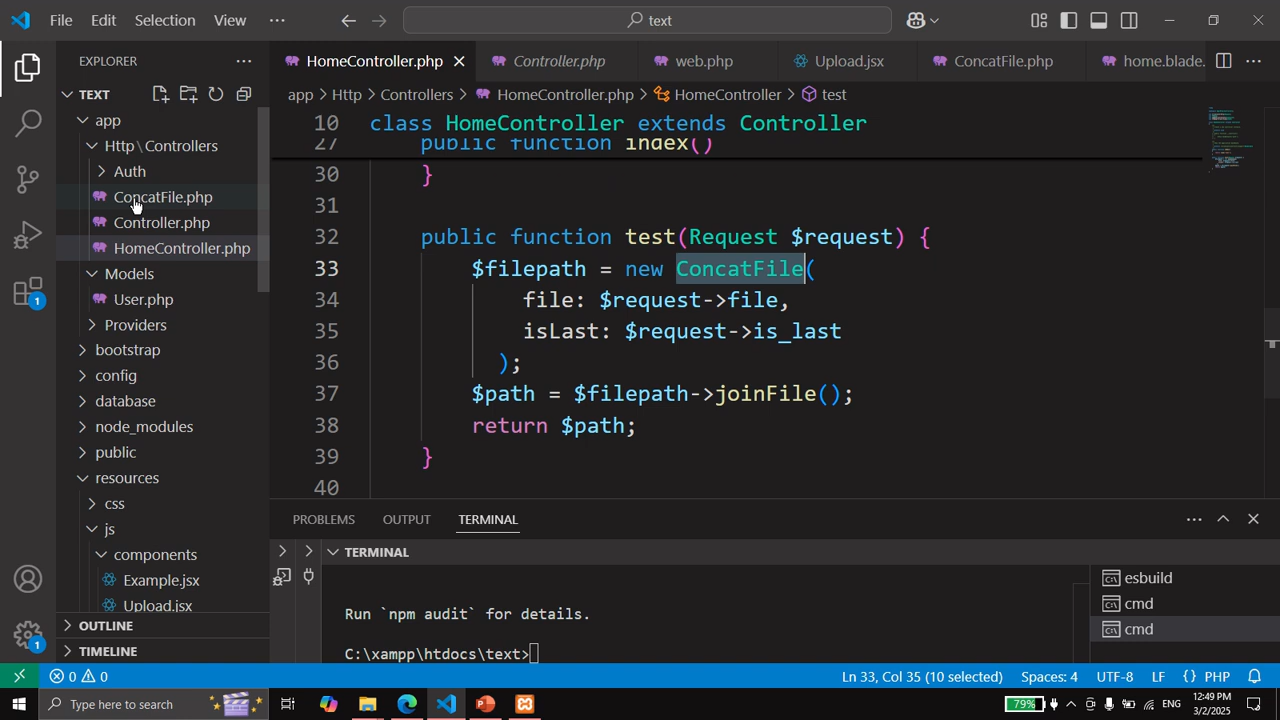 File Edit Selection View ··· text
EXPLORER ···
HomeController.php Controller.php web.php Upload.jsx ConcatFile.php home.blade. ···
TEXT
app
Http\Controllers
Auth
ConcatFile.php
Controller.php
HomeController.php
Models
User.php
Providers
bootstrap
config
database
node_modules
public
resources
css
js
components
Example.jsx
Upload.jsx
OUTLINE
TIMELINE
app > Http > Controllers > HomeController.php > HomeController > test
10 class HomeController extends Controller
27 public function index()
30 }
31
32 public function test(Request $request) {
33 $filepath = new ConcatFile(
34 file: $request->file,
35 isLast: $request->is_last
36 );
37 $path = $filepath->joinFile();
38 return $path;
39 }
40
PROBLEMS OUTPUT TERMINAL ···
TERMINAL
Run `npm audit` for details.
C:\xampp\htdocs\text>
esbuild
cmd
cmd
1
1
0 0 Ln 33, Col 35 (10 selected) Spaces: 4 UTF-8 LF {} PHP
Type here to search 79% ENG 12:49 PM
3/2/2025